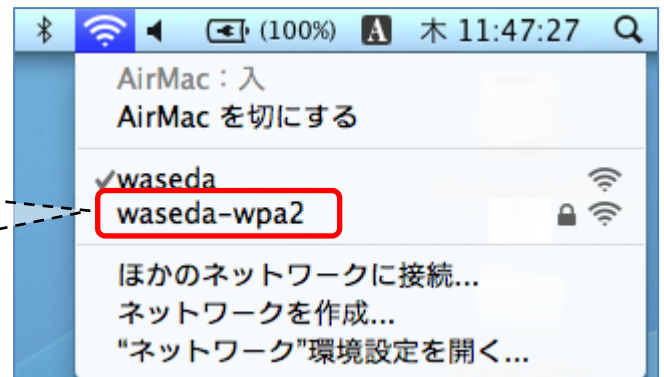 (100%) A 木 11:47:27
AirMac：入
AirMac を切にする
✓waseda
waseda-wpa2
ほかのネットワークに接続...
ネットワークを作成...
“ネットワーク”環境設定を開く...